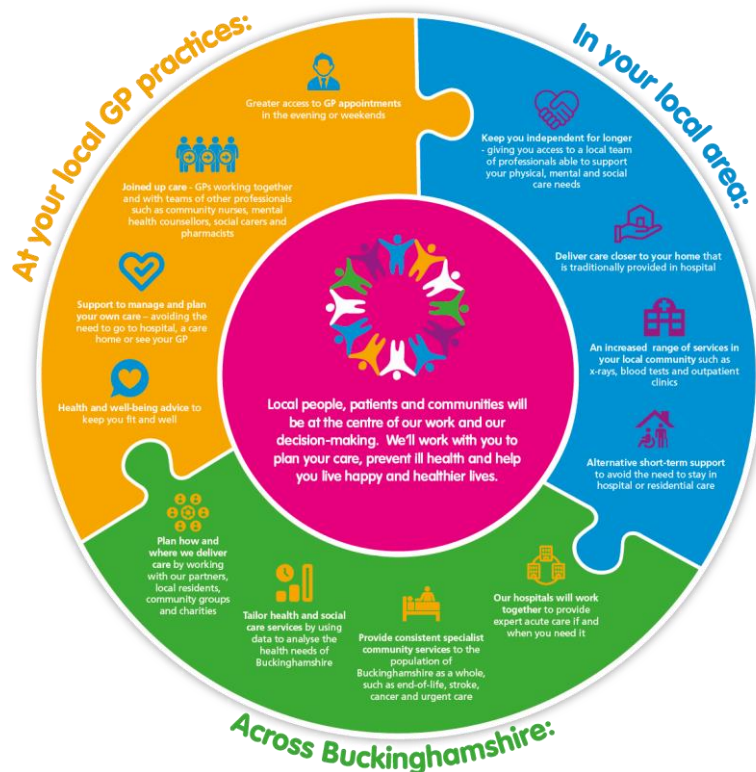 At your local GP practices:
Greater access to GP appointments
in the evening or weekends
Joined up care - GPs working together
and with teams of other professionals
such as community nurses, mental
health counsellors, social carers and
pharmacists
Support to manage and plan
your own care – avoiding the
need to go to hospital, a care
home or see your GP
Health and well-being advice to
keep you fit and well
In your local area:
Keep you independent for longer
- giving you access to a local team
of professionals able to support
your physical, mental and social
care needs
Deliver care closer to your home that
is traditionally provided in hospital
An increased range of services in
your local community such as
x-rays, blood tests and outpatient
clinics
Alternative short-term support
to avoid the need to stay in
hospital or residential care
Local people, patients and communities will
be at the centre of our work and our
decision-making. We'll work with you to
plan your care, prevent ill health and help
you live happy and healthier lives.
Plan how and
where we deliver
care by working
with our partners,
local residents,
community groups
and charities
Tailor health and social
care services by using
data to analyse the
health needs of
Buckinghamshire
Provide consistent specialist
community services to the
population of
Buckinghamshire as a whole,
such as end-of-life, stroke,
cancer and urgent care
Our hospitals will work
together to provide
expert acute care if and
when you need it
Across Buckinghamshire: